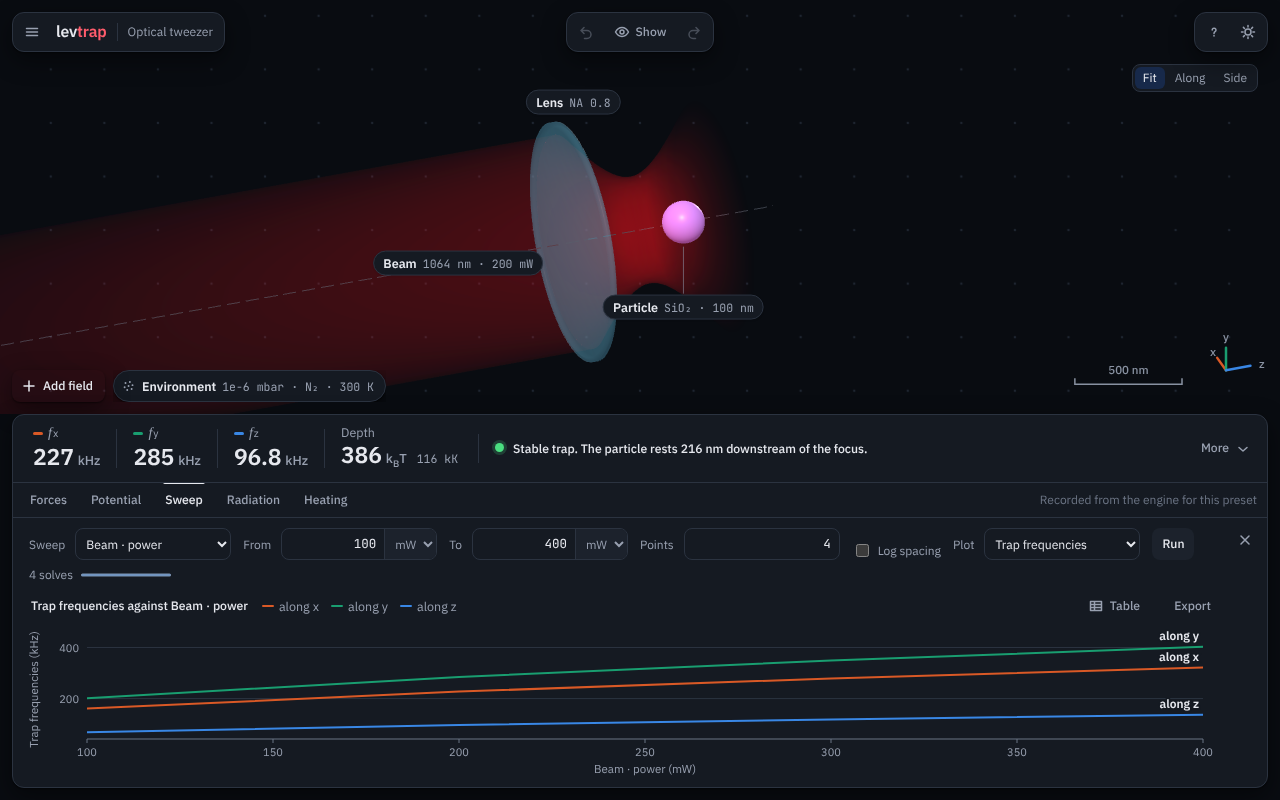 levtrap Optical tweezer
Show
?
Fit Along Side
Lens NA 0.8
Beam 1064 nm · 200 mW
Particle SiO₂ · 100 nm
Add field
Environment 1e-6 mbar · N₂ · 300 K
500 nm
y
x
z
fx
227 kHz
fy
285 kHz
fz
96.8 kHz
Depth
386 kBT 116 kK
Stable trap. The particle rests 216 nm downstream of the focus.
More
Forces Potential Sweep Radiation Heating
Recorded from the engine for this preset
Sweep Beam · power From 100 mW To 400 mW Points 4 Log spacing Plot Trap frequencies Run
4 solves
Trap frequencies against Beam · power along x along y along z
Table Export
Trap frequencies (kHz)
400
200
along y
along x
along z
100 150 200 250 300 350 400
Beam · power (mW)